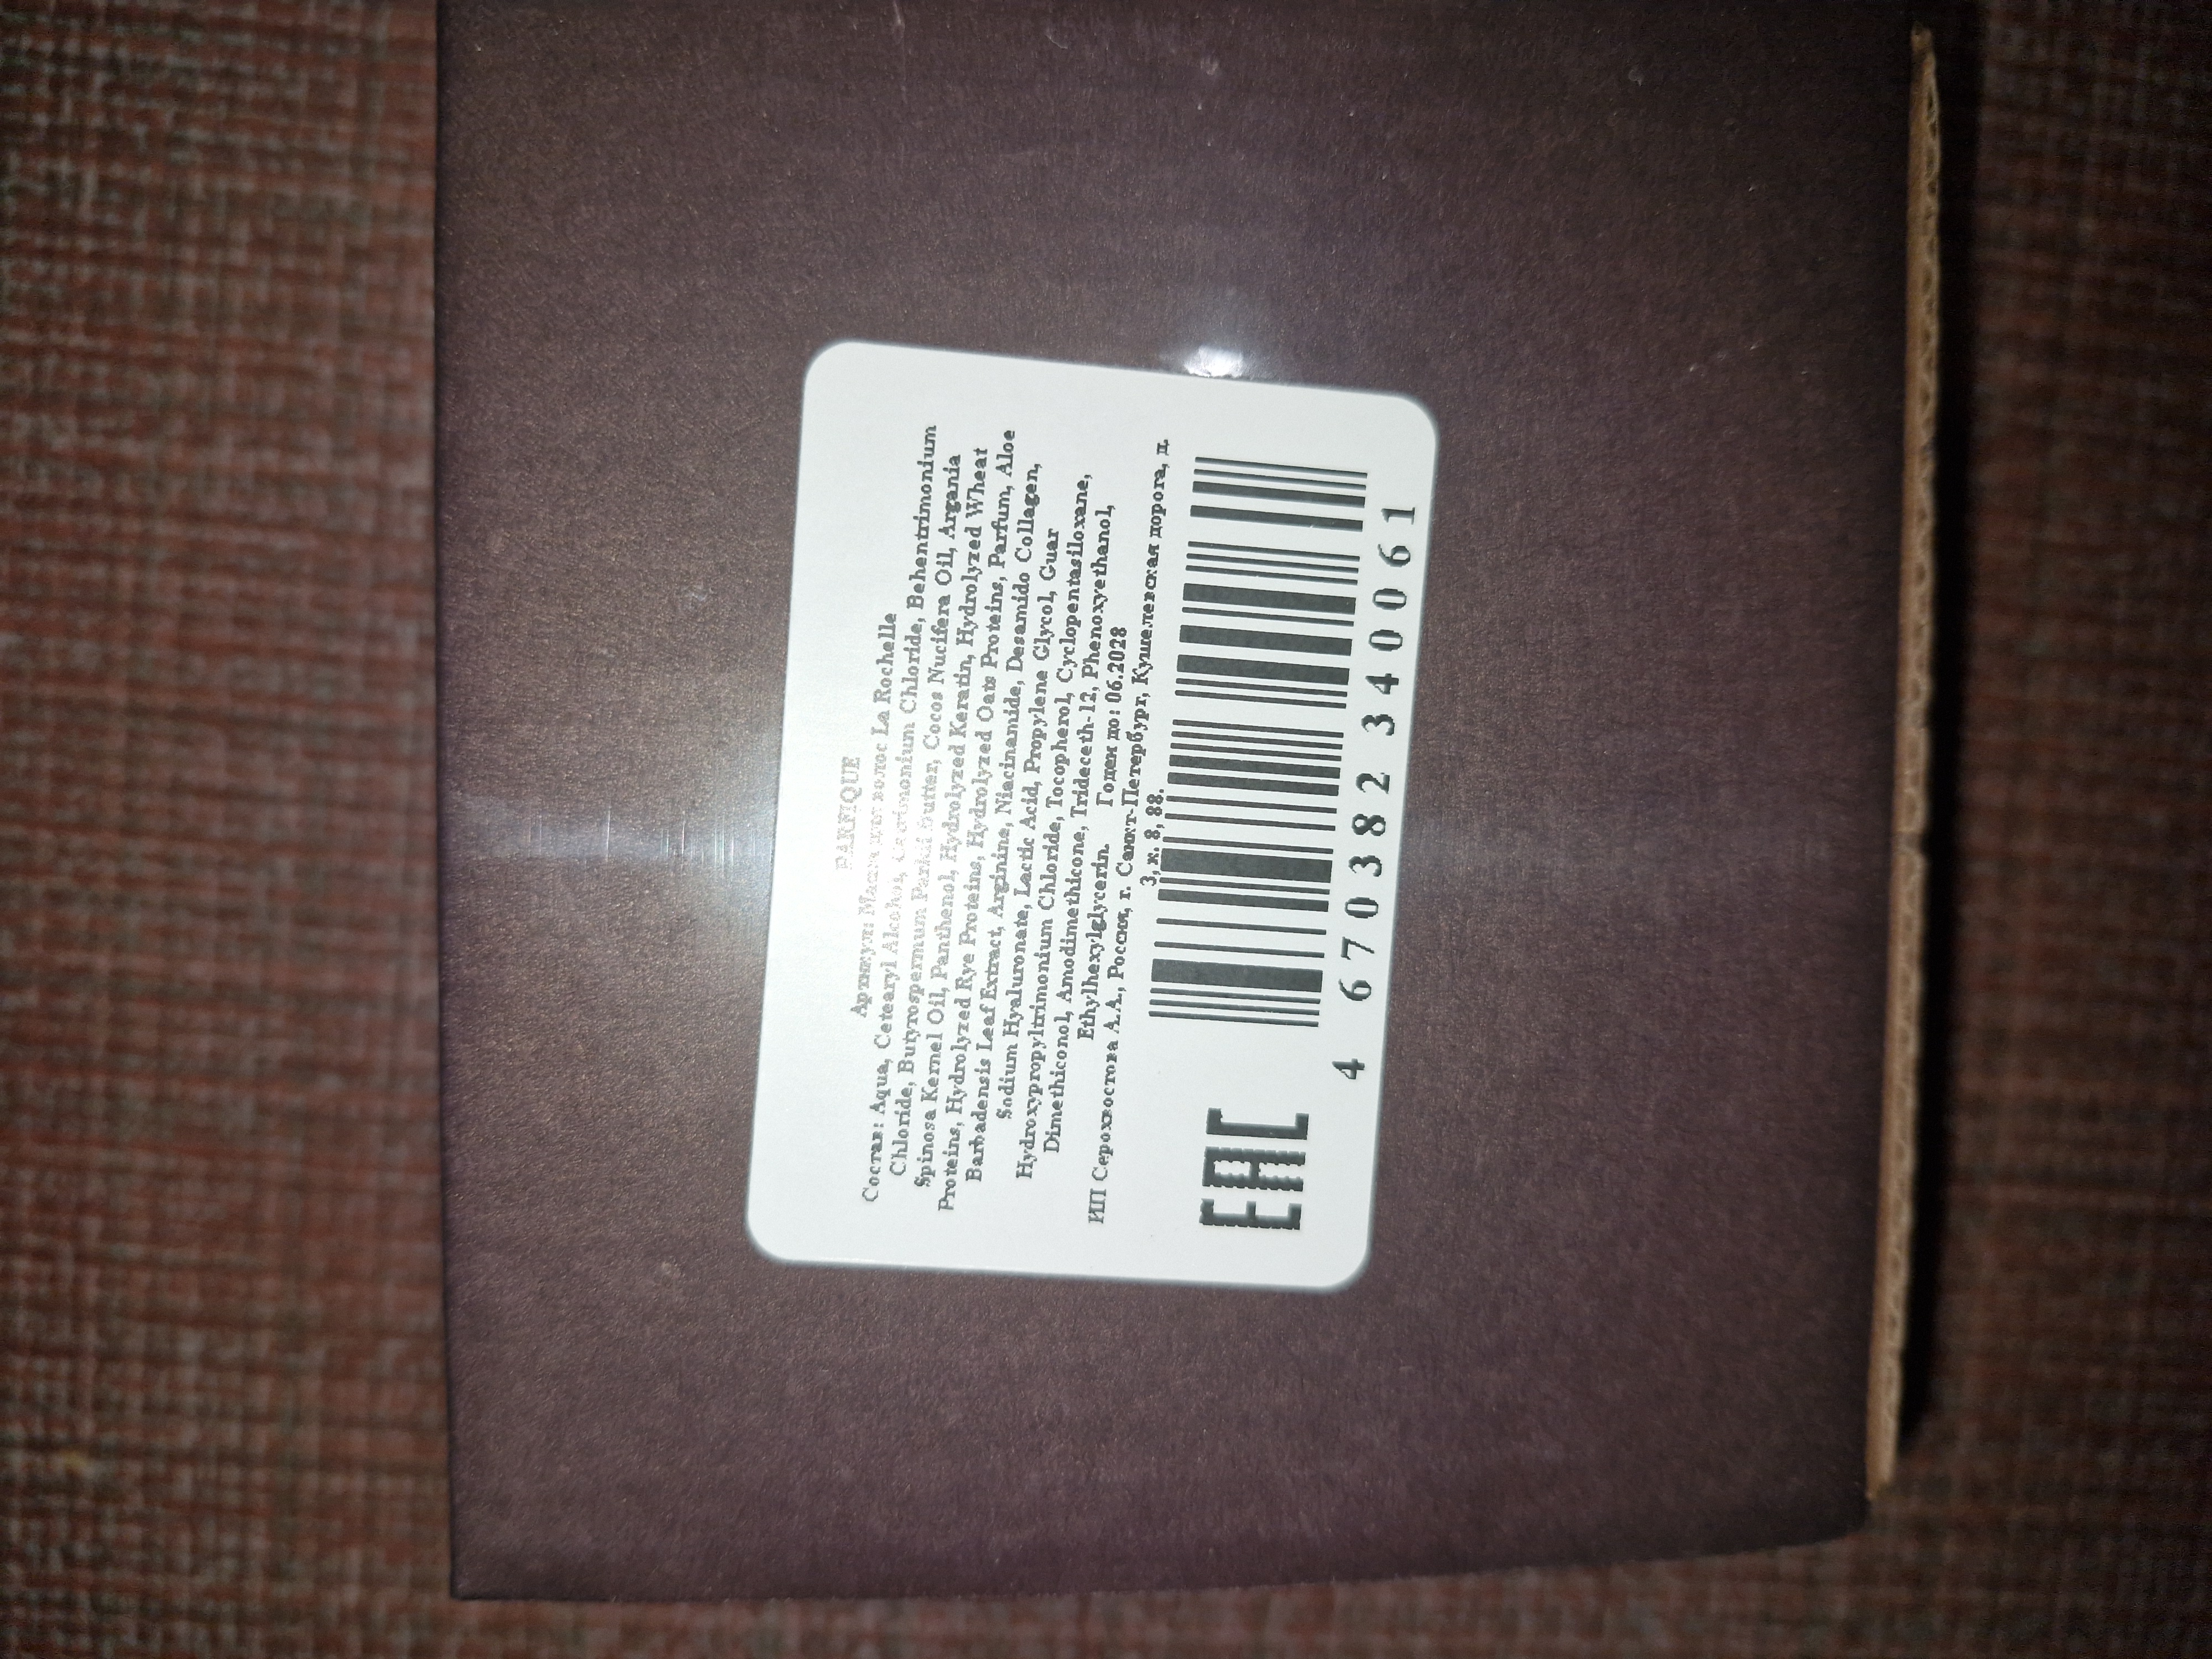 PARFIQUE
Артикул: Маска для волос La Rochelle
Состав: Aqua, Cetearyl Alcohol, Cetrimonium Chloride, Behentrimonium
Chloride, Butyrospermum Parkii Butter, Cocos Nucifera Oil, Argania
Spinosa Kernel Oil, Panthenol, Hydrolyzed Keratin, Hydrolyzed Wheat
Proteins, Hydrolyzed Rye Proteins, Hydrolyzed Oats Proteins, Parfum, Aloe
Barbadensis Leaf Extract, Arginine, Niacinamide, Desamido Collagen,
Sodium Hyaluronate, Lactic Acid, Propylene Glycol, Guar
Hydroxypropyltrimonium Chloride, Tocopherol, Cyclopentasiloxane,
Dimethiconol, Amodimethicone, Trideceth-12, Phenoxyethanol,
Ethylhexylglycerin. Годен до: 06.2028
ИП Серохвостова А.А., Россия, г. Санкт-Петербург, Кушелевская дорога, д.
3, к. 8, 88.
EAC
4 670382 340061